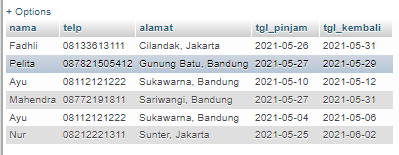 + Options
nama telp alamat tgl_pinjam tgl_kembali
Fadhli 08133613111 Cilandak, Jakarta 2021-05-26 2021-05-31
Pelita 087821505412 Gunung Batu, Bandung 2021-05-27 2021-05-29
Ayu 08112121222 Sukawarna, Bandung 2021-05-10 2021-05-12
Mahendra 08772191811 Sariwangi, Bandung 2021-05-27 2021-05-31
Ayu 08112121222 Sukawarna, Bandung 2021-05-04 2021-05-06
Nur 08212221311 Sunter, Jakarta 2021-05-25 2021-06-02